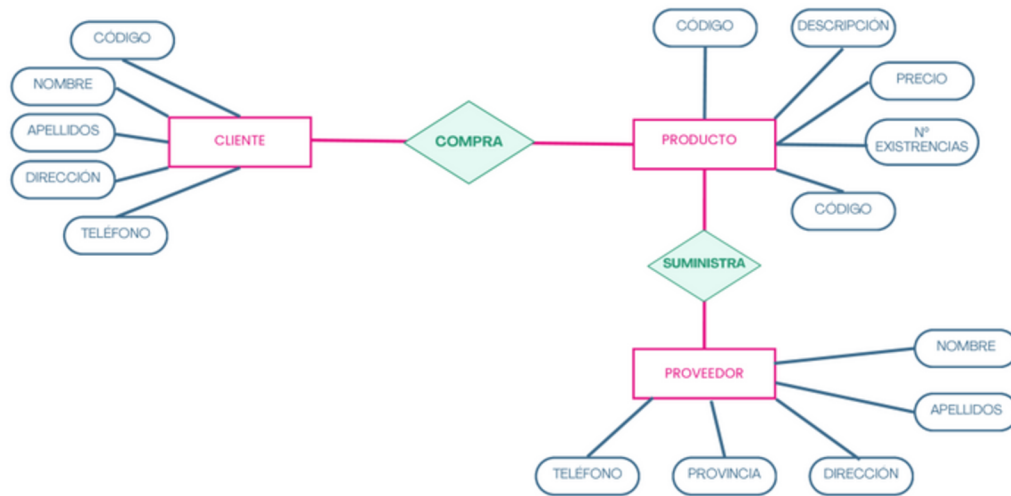 CÓDIGO
NOMBRE
APELLIDOS
DIRECCIÓN
TELÉFONO
CLIENTE
COMPRA
CÓDIGO
DESCRIPCIÓN
PRECIO
Nº
EXISTRENCIAS
CÓDIGO
PRODUCTO
SUMINISTRA
PROVEEDOR
NOMBRE
APELLIDOS
TELÉFONO
PROVINCIA
DIRECCIÓN